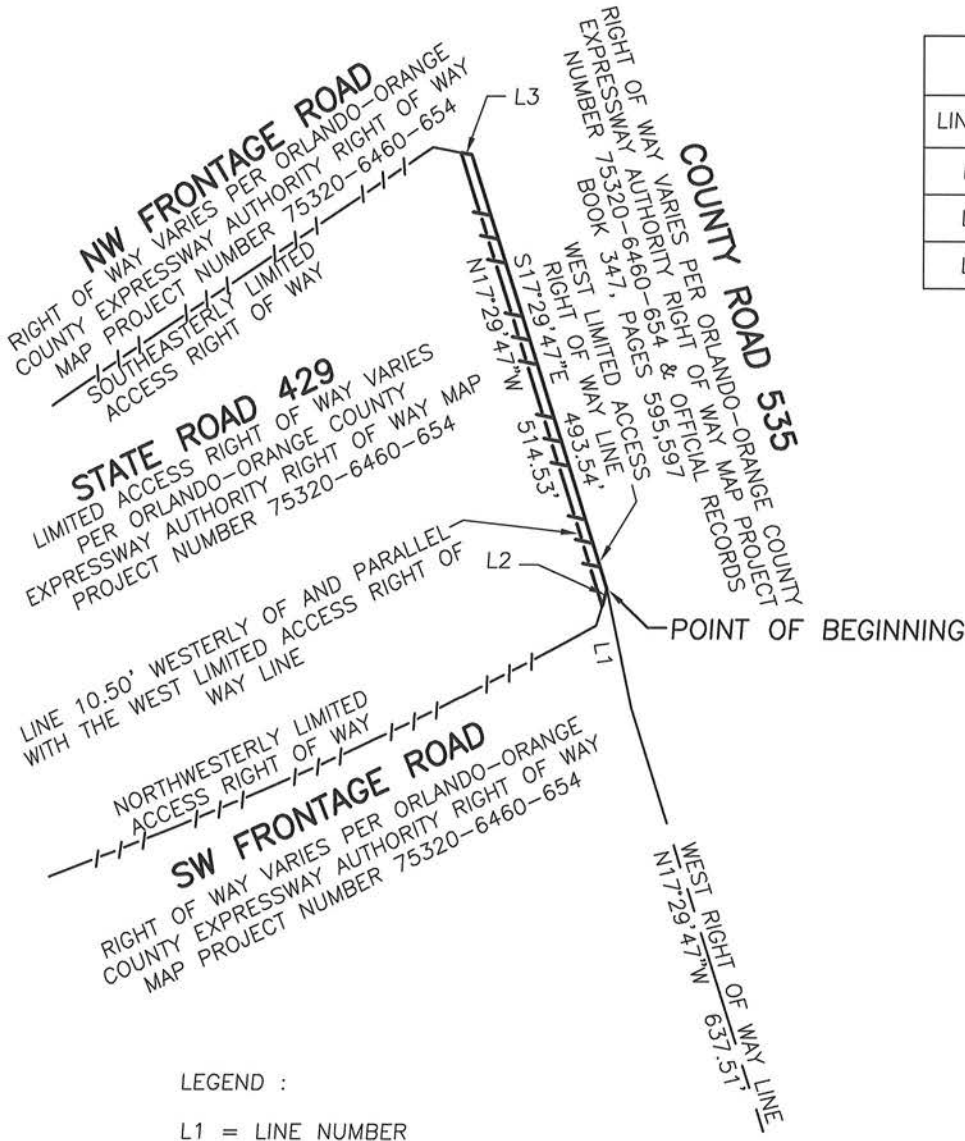 NW FRONTAGE ROAD
RIGHT OF WAY VARIES PER ORLANDO-ORANGE
COUNTY EXPRESSWAY AUTHORITY RIGHT OF WAY
MAP PROJECT NUMBER 75320-6460-654
SOUTHEASTERLY LIMITED
ACCESS RIGHT OF WAY
L3
COUNTY ROAD 535
RIGHT OF WAY VARIES PER ORLANDO-ORANGE COUNTY
EXPRESSWAY AUTHORITY RIGHT OF WAY MAP PROJECT
NUMBER 75320-6460-654 & OFFICIAL RECORDS
BOOK 347, PAGES 595,597
WEST LIMITED ACCESS
RIGHT OF WAY LINE
S17°29'47"E 493.54'
N17°29'47"W 514.53'
STATE ROAD 429
LIMITED ACCESS RIGHT OF WAY VARIES
PER ORLANDO-ORANGE COUNTY
EXPRESSWAY AUTHORITY RIGHT OF WAY MAP
PROJECT NUMBER 75320-6460-654
LINE 10.50' WESTERLY OF AND PARALLEL
WITH THE WEST LIMITED ACCESS RIGHT OF
WAY LINE
L2
POINT OF BEGINNING
L1
NORTHWESTERLY LIMITED
ACCESS RIGHT OF WAY
SW FRONTAGE ROAD
RIGHT OF WAY VARIES PER ORLANDO-ORANGE
COUNTY EXPRESSWAY AUTHORITY RIGHT OF WAY
MAP PROJECT NUMBER 75320-6460-654
WEST RIGHT OF WAY LINE
N17°29'47"W 637.51'
LEGEND :
L1 = LINE NUMBER